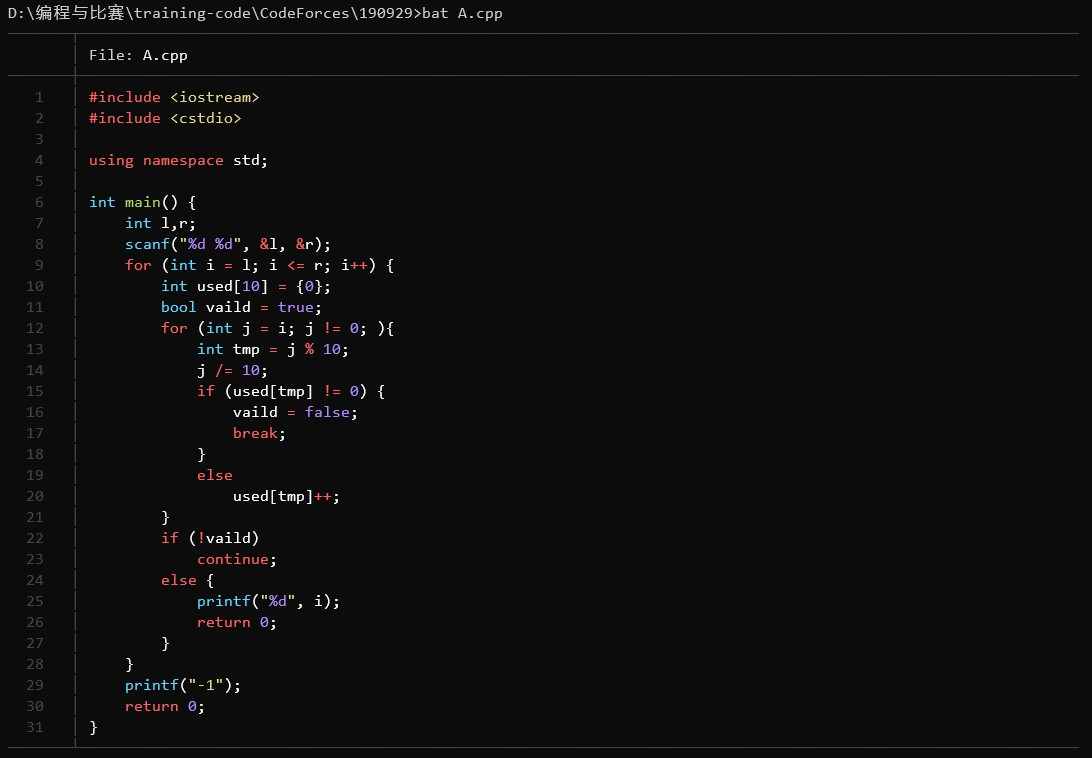 D:\编程与比赛\training-code\CodeForces\190929>bat A.cpp
File: A.cpp
1 #include <iostream>
2 #include <cstdio>
3
4 using namespace std;
5
6 int main() {
7     int l,r;
8     scanf("%d %d", &l, &r);
9     for (int i = l; i <= r; i++) {
10         int used[10] = {0};
11         bool vaild = true;
12         for (int j = i; j != 0; ){
13             int tmp = j % 10;
14             j /= 10;
15             if (used[tmp] != 0) {
16                 vaild = false;
17                 break;
18             }
19             else
20                 used[tmp]++;
21         }
22         if (!vaild)
23             continue;
24         else {
25             printf("%d", i);
26             return 0;
27         }
28     }
29     printf("-1");
30     return 0;
31 }